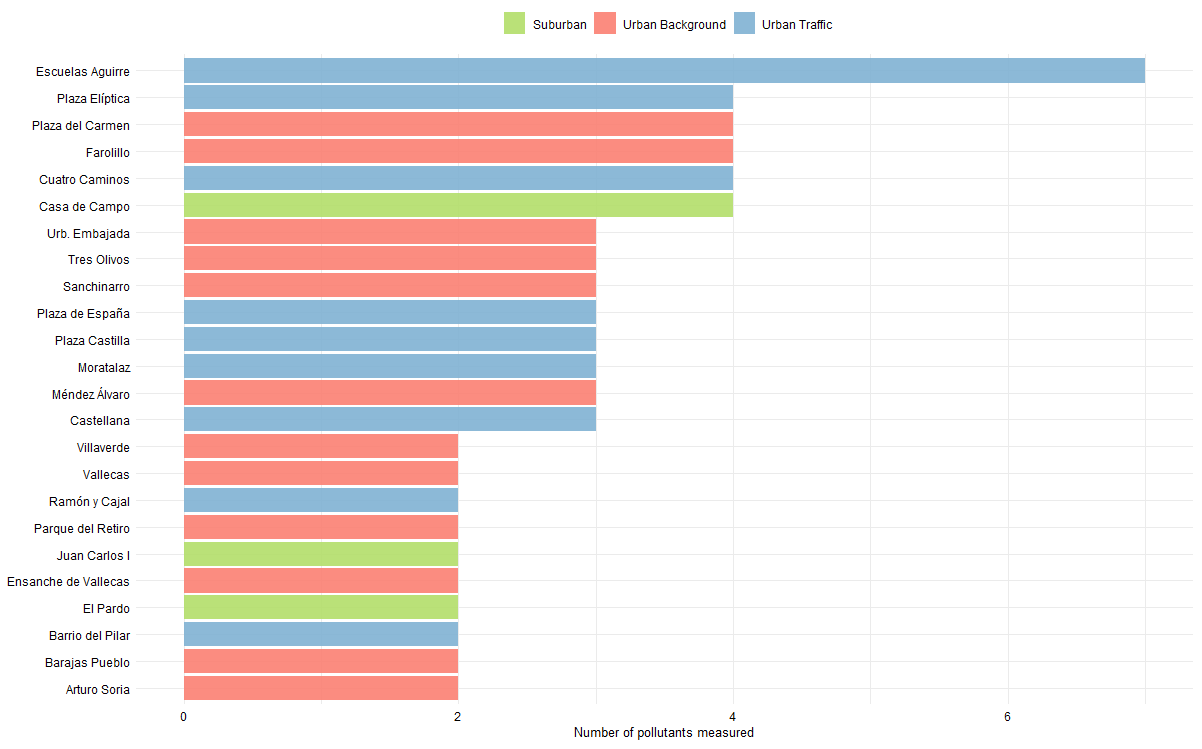 Suburban Urban Background Urban Traffic
Escuelas Aguirre
Plaza Elíptica
Plaza del Carmen
Farolillo
Cuatro Caminos
Casa de Campo
Urb. Embajada
Tres Olivos
Sanchinarro
Plaza de España
Plaza Castilla
Moratalaz
Méndez Álvaro
Castellana
Villaverde
Vallecas
Ramón y Cajal
Parque del Retiro
Juan Carlos I
Ensanche de Vallecas
El Pardo
Barrio del Pilar
Barajas Pueblo
Arturo Soria
0 2 4 6
Number of pollutants measured